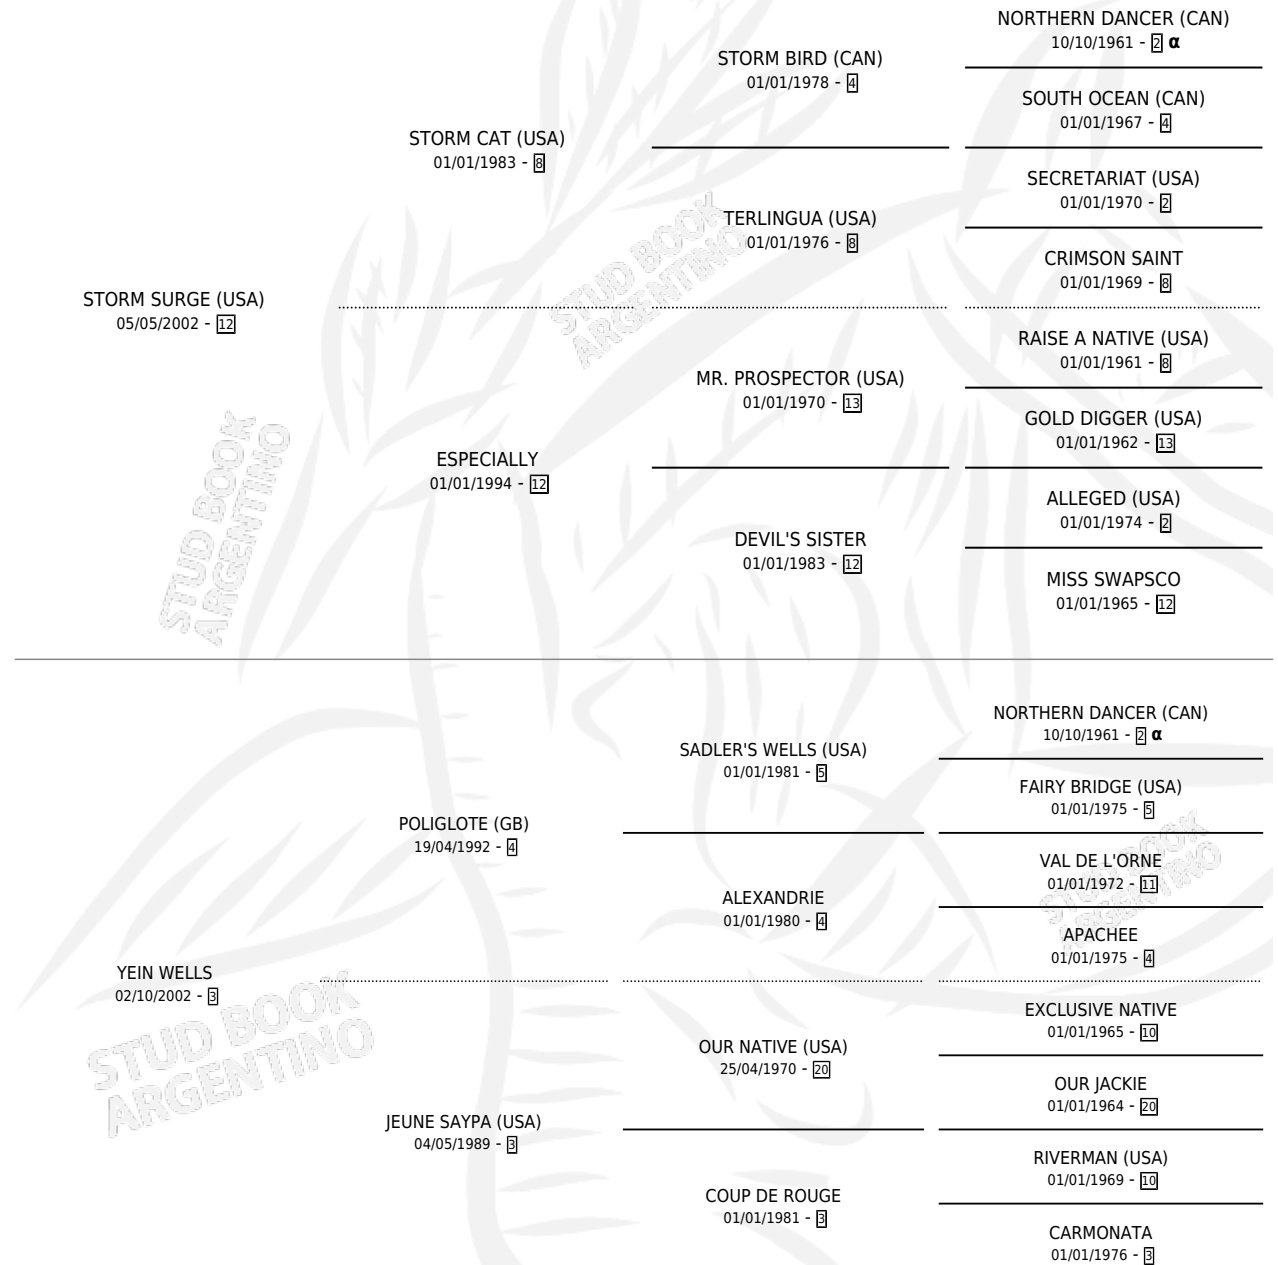 NORTHERN DANCER (CAN)
10/10/1961 - 2 α
STORM BIRD (CAN)
01/01/1978 - 4
SOUTH OCEAN (CAN)
01/01/1967 - 4
STORM CAT (USA)
01/01/1983 - 8
SECRETARIAT (USA)
01/01/1970 - 2
TERLINGUA (USA)
01/01/1976 - 8
CRIMSON SAINT
01/01/1969 - 8
STORM SURGE (USA)
05/05/2002 - 12
RAISE A NATIVE (USA)
01/01/1961 - 8
MR. PROSPECTOR (USA)
01/01/1970 - 13
GOLD DIGGER (USA)
01/01/1962 - 13
ESPECIALLY
01/01/1994 - 12
ALLEGED (USA)
01/01/1974 - 2
DEVIL'S SISTER
01/01/1983 - 12
MISS SWAPSCO
01/01/1965 - 12
NORTHERN DANCER (CAN)
10/10/1961 - 2 α
SADLER'S WELLS (USA)
01/01/1981 - 5
FAIRY BRIDGE (USA)
01/01/1975 - 5
POLIGLOTE (GB)
19/04/1992 - 4
VAL DE L'ORNE
01/01/1972 - 11
ALEXANDRIE
01/01/1980 - 4
APACHEE
01/01/1975 - 4
YEIN WELLS
02/10/2002 - 3
EXCLUSIVE NATIVE
01/01/1965 - 10
OUR NATIVE (USA)
25/04/1970 - 20
OUR JACKIE
01/01/1964 - 20
JEUNE SAYPA (USA)
04/05/1989 - 3
RIVERMAN (USA)
01/01/1969 - 10
COUP DE ROUGE
01/01/1981 - 3
CARMONATA
01/01/1976 - 3
STUD BOOK
ARGENTINO
STUD BOOK
ARGENTINO
STUD BOOK
ARGENTINO
STUD BOOK
ARGENTINO